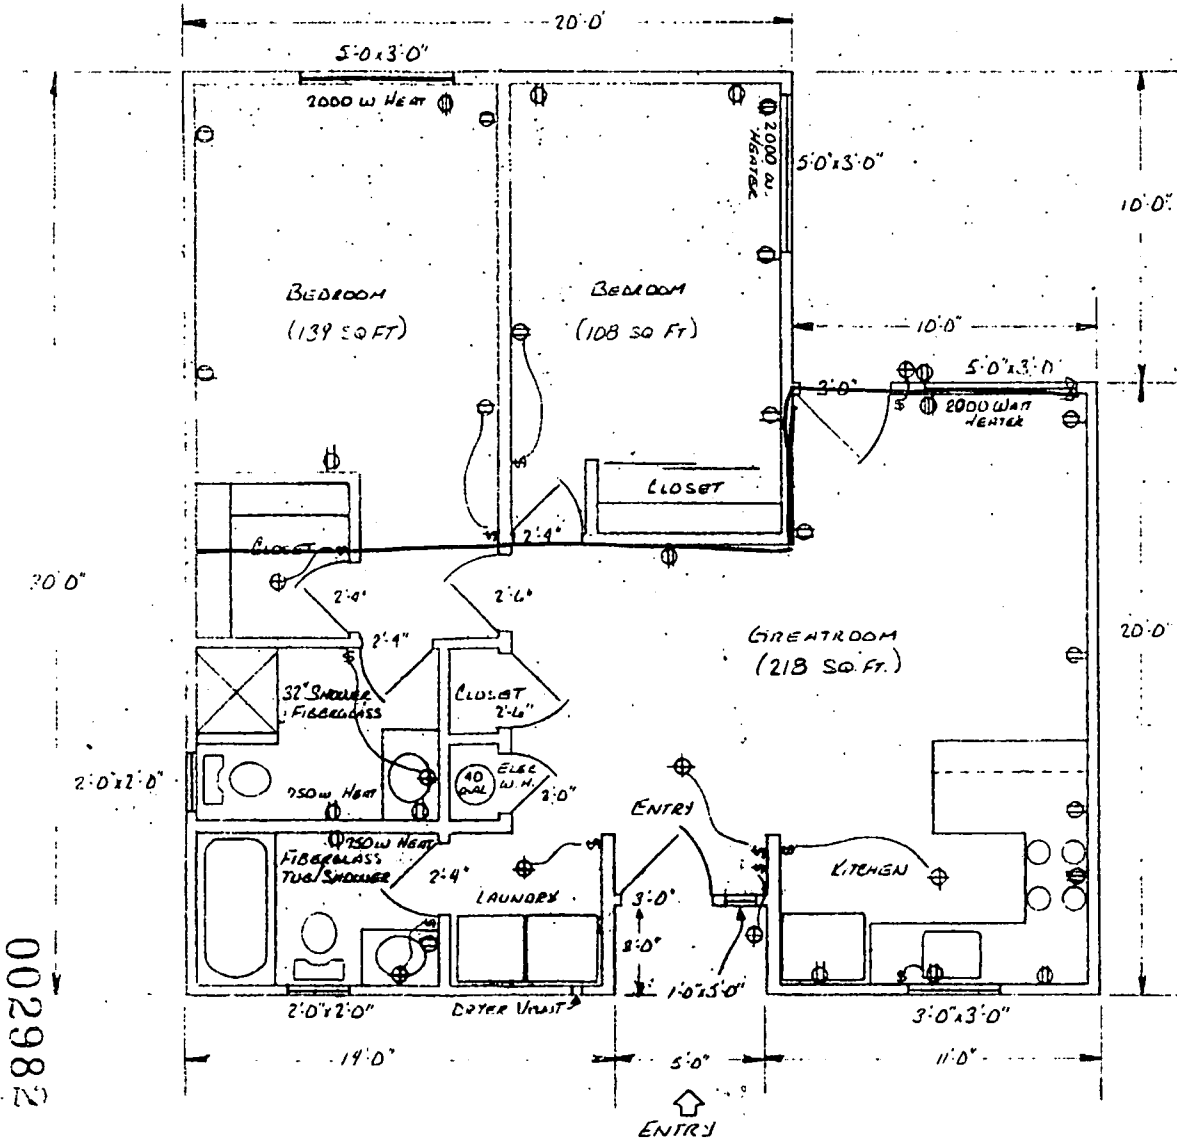 20'0'
5'-0x3'-0"
2000 W HEAT
2000 W.
HEATER
5'0"x3'-0"
10'-0"
BEDROOM
(139 SQ FT)
BEDROOM
(108 SQ FT)
10'0"
5'0"x3'-0'
3'-0"
2000 WATT
HEATER
CLOSET
2'4"
CLOSET
30'0"
2'-4"
2'-6"
2'-4"
GREATROOM
(218 SQ.FT.)
20'-0"
32" SHOWER
FIBERGLASS
CLOSET
2'-6"
2'-0"x2'-0"
750W HEAT
40
GAL
ELEC
W.H.
2'-0"
ENTRY
750W HEAT
FIBERGLASS
TUB/SHOWER
2'-4"
LAUNDRY
KITCHEN
3'-0"
2'-0"
2'0"x2'0"
DRYER VENT
1'0"x5'0"
3'-0"x3'-0"
14'-0"
5'-0"
11'-0"
ENTRY
002982